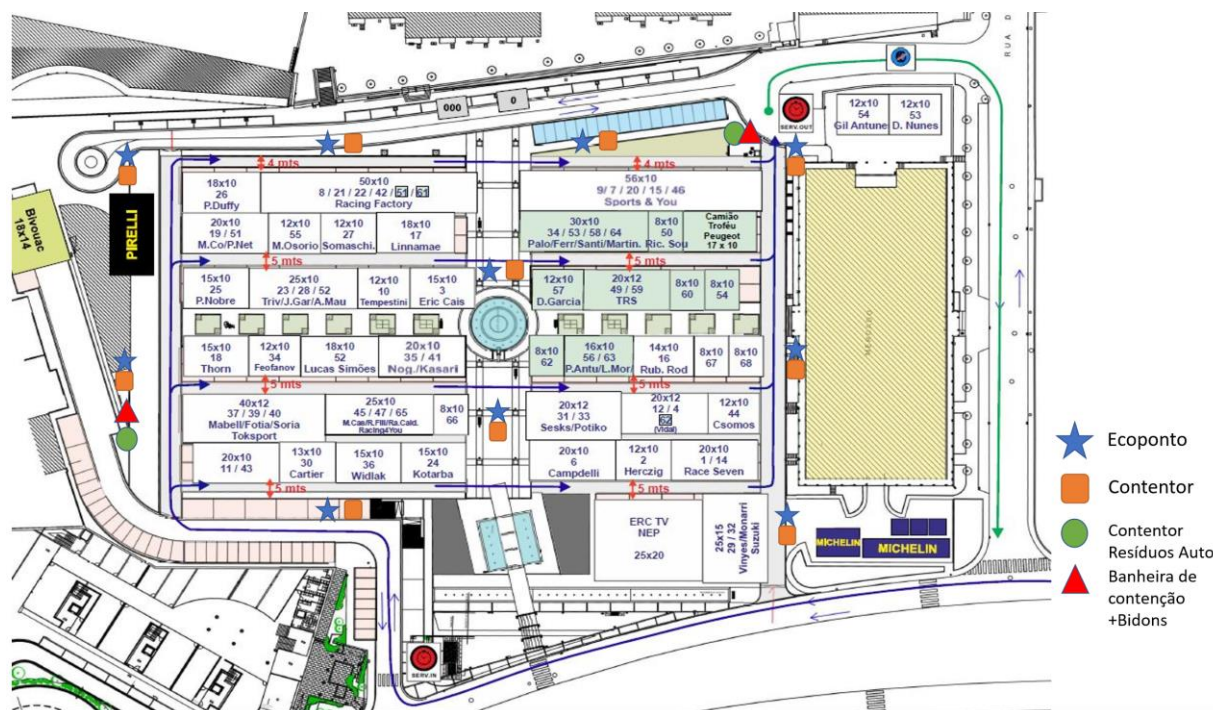 RUA D
000
0
SERV.OUT
12x10
54
Gil Antune
12x10
53
D. Nunes
4 mts
4 mts
Bivouac
18x14
PIRELLI
18x10
26
P.Duffy
50x10
8 / 21 / 22 / 42 / 51 / 61
Racing Factory
56x10
9/ 7 / 20 / 15 / 46
Sports & You
20x10
19 / 51
M.Co/P.Net
12x10
55
M.Osorio
12x10
27
Somaschi.
18x10
17
Linnamae
30x10
34 / 53 / 58 / 64
Palo/Ferr/Santi/Martin.
8x10
50
Ric. Sou
Camião
Troféu
Peugeot
17 x 10
5 mts
5 mts
15x10
25
P.Nobre
25x10
23 / 28 / 52
Triv/J.Gar/A.Mau
12x10
10
Tempestini
15x10
3
Eric Cais
12x10
57
D.Garcia
20x12
49 / 59
TRS
8x10
60
8x10
54
NERSABO
15x10
18
Thorn
12x10
34
Feofanov
18x10
52
Lucas Simões
20x10
35 / 41
Nog./Kasari
8x10
62
16x10
56 / 63
P.Antu/L.Mor/
14x10
16
Rub. Rod
8x10
67
8x10
68
5 mts
5 mts
40x12
37 / 39 / 40
Mabell/Fotia/Soria
Toksport
25x10
45 / 47 / 65
M.Cae/R.Fill/Ra.Cald.
Racing4You
8x10
66
20x12
31 / 33
Sesks/Potiko
20x12
12 / 4
62
(Vidal)
12x10
44
Csomos
20x10
11 / 43
13x10
30
Cartier
15x10
36
Widlak
15x10
24
Kotarba
20x10
6
Campdelli
12x10
2
Herczig
20x10
1 / 14
Race Seven
5 mts
5 mts
ERC TV
NEP
25x20
25x15
29 / 32
Vinyes/Monarri
Suzuki
MICHELIN
MICHELIN
SERV.IN
Ecoponto
Contentor
Contentor
Resíduos Auto
Banheira de
contenção
+Bidons